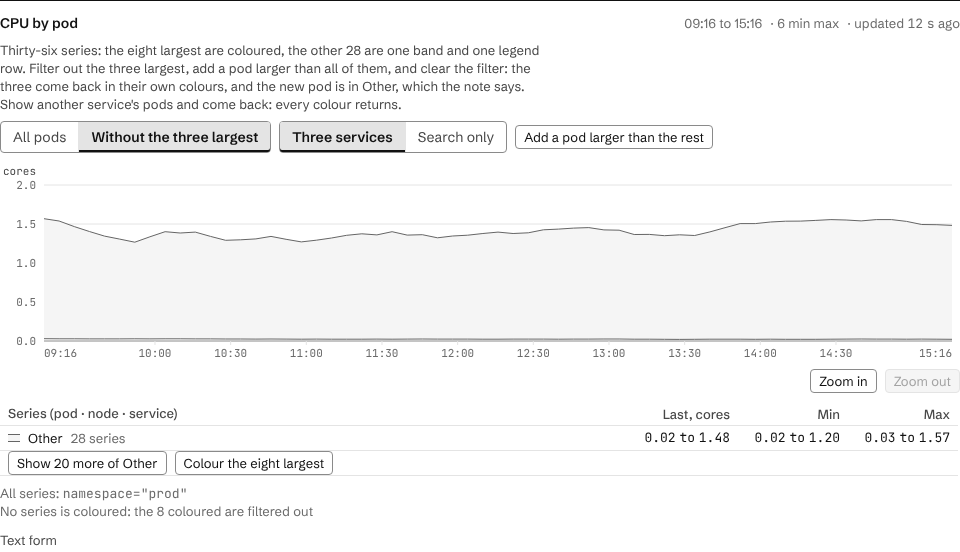 CPU by pod
09:16 to 15:16 · 6 min max · updated 12 s ago
Thirty-six series: the eight largest are coloured, the other 28 are one band and one legend
row. Filter out the three largest, add a pod larger than all of them, and clear the filter: the
three come back in their own colours, and the new pod is in Other, which the note says.
Show another service's pods and come back: every colour returns.
All pods Without the three largest Three services Search only Add a pod larger than the rest
cores
2.0
1.5
1.0
0.5
0.0
09:16 10:00 10:30 11:00 11:30 12:00 12:30 13:00 13:30 14:00 14:30 15:16
Zoom in Zoom out
Series (pod · node · service) Last, cores Min Max
Other 28 series 0.02 to 1.48 0.02 to 1.20 0.03 to 1.57
Show 20 more of Other Colour the eight largest
All series: namespace="prod"
No series is coloured: the 8 coloured are filtered out
Text form